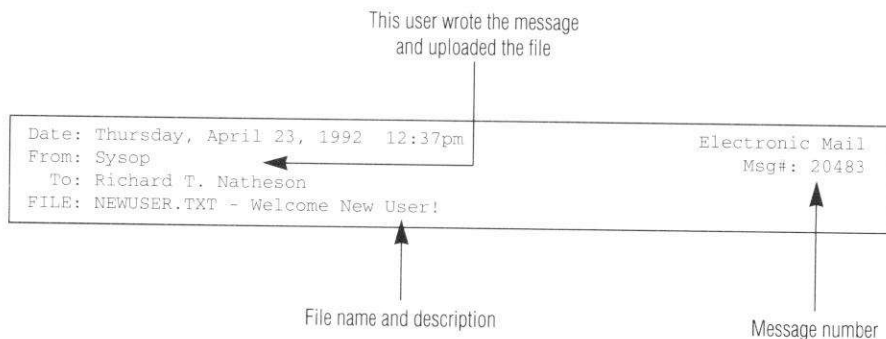 This user wrote the message
and uploaded the file
Date: Thursday, April 23, 1992  12:37pm
Electronic Mail
From: Sysop
Msg#: 20483
To: Richard T. Natheson
FILE: NEWUSER.TXT - Welcome New User!
File name and description
Message number